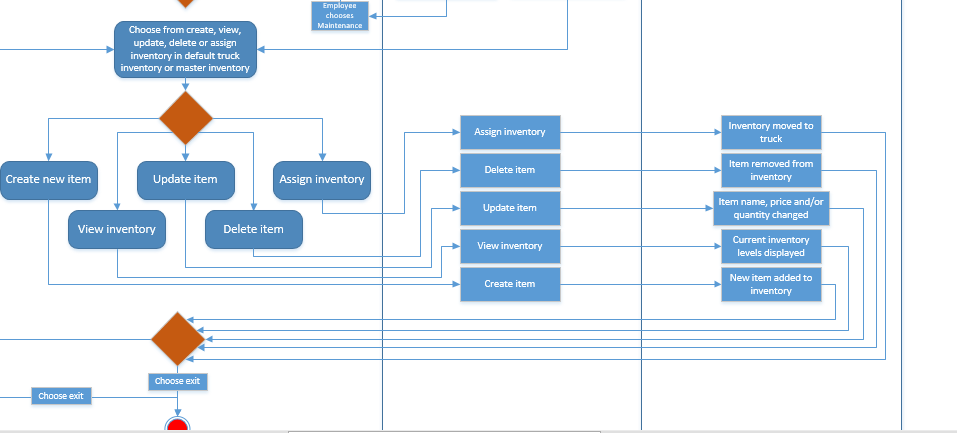 Employee
chooses
Maintenance
Choose from create, view,
update, delete or assign
inventory in default truck
inventory or master inventory
Assign inventory
Inventory moved to
truck
Create new item
Update item
Assign inventory
Delete item
Item removed from
inventory
Update item
Item name, price and/or
quantity changed
View inventory
Delete item
View inventory
Current inventory
levels displayed
Create item
New item added to
inventory
Choose exit
Choose exit